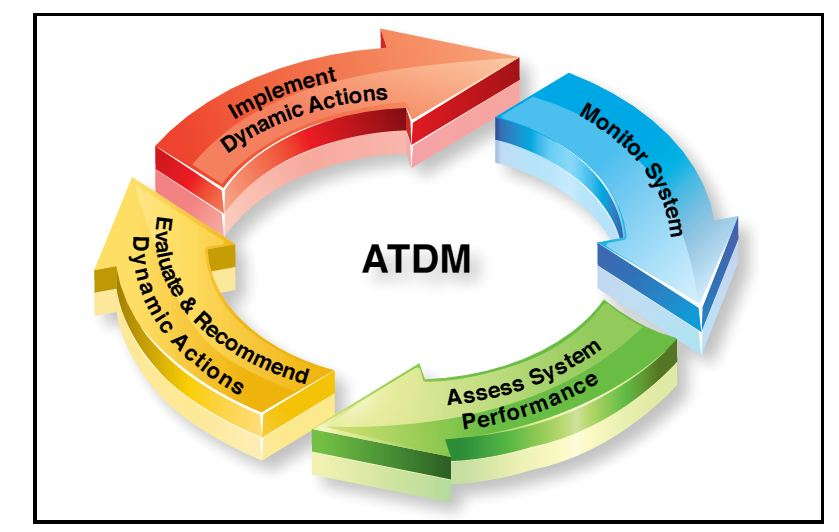 Implement
Dynamic Actions
Monitor System
ATDM
Evaluate & Recommend
Dynamic Actions
Assess System
Performance